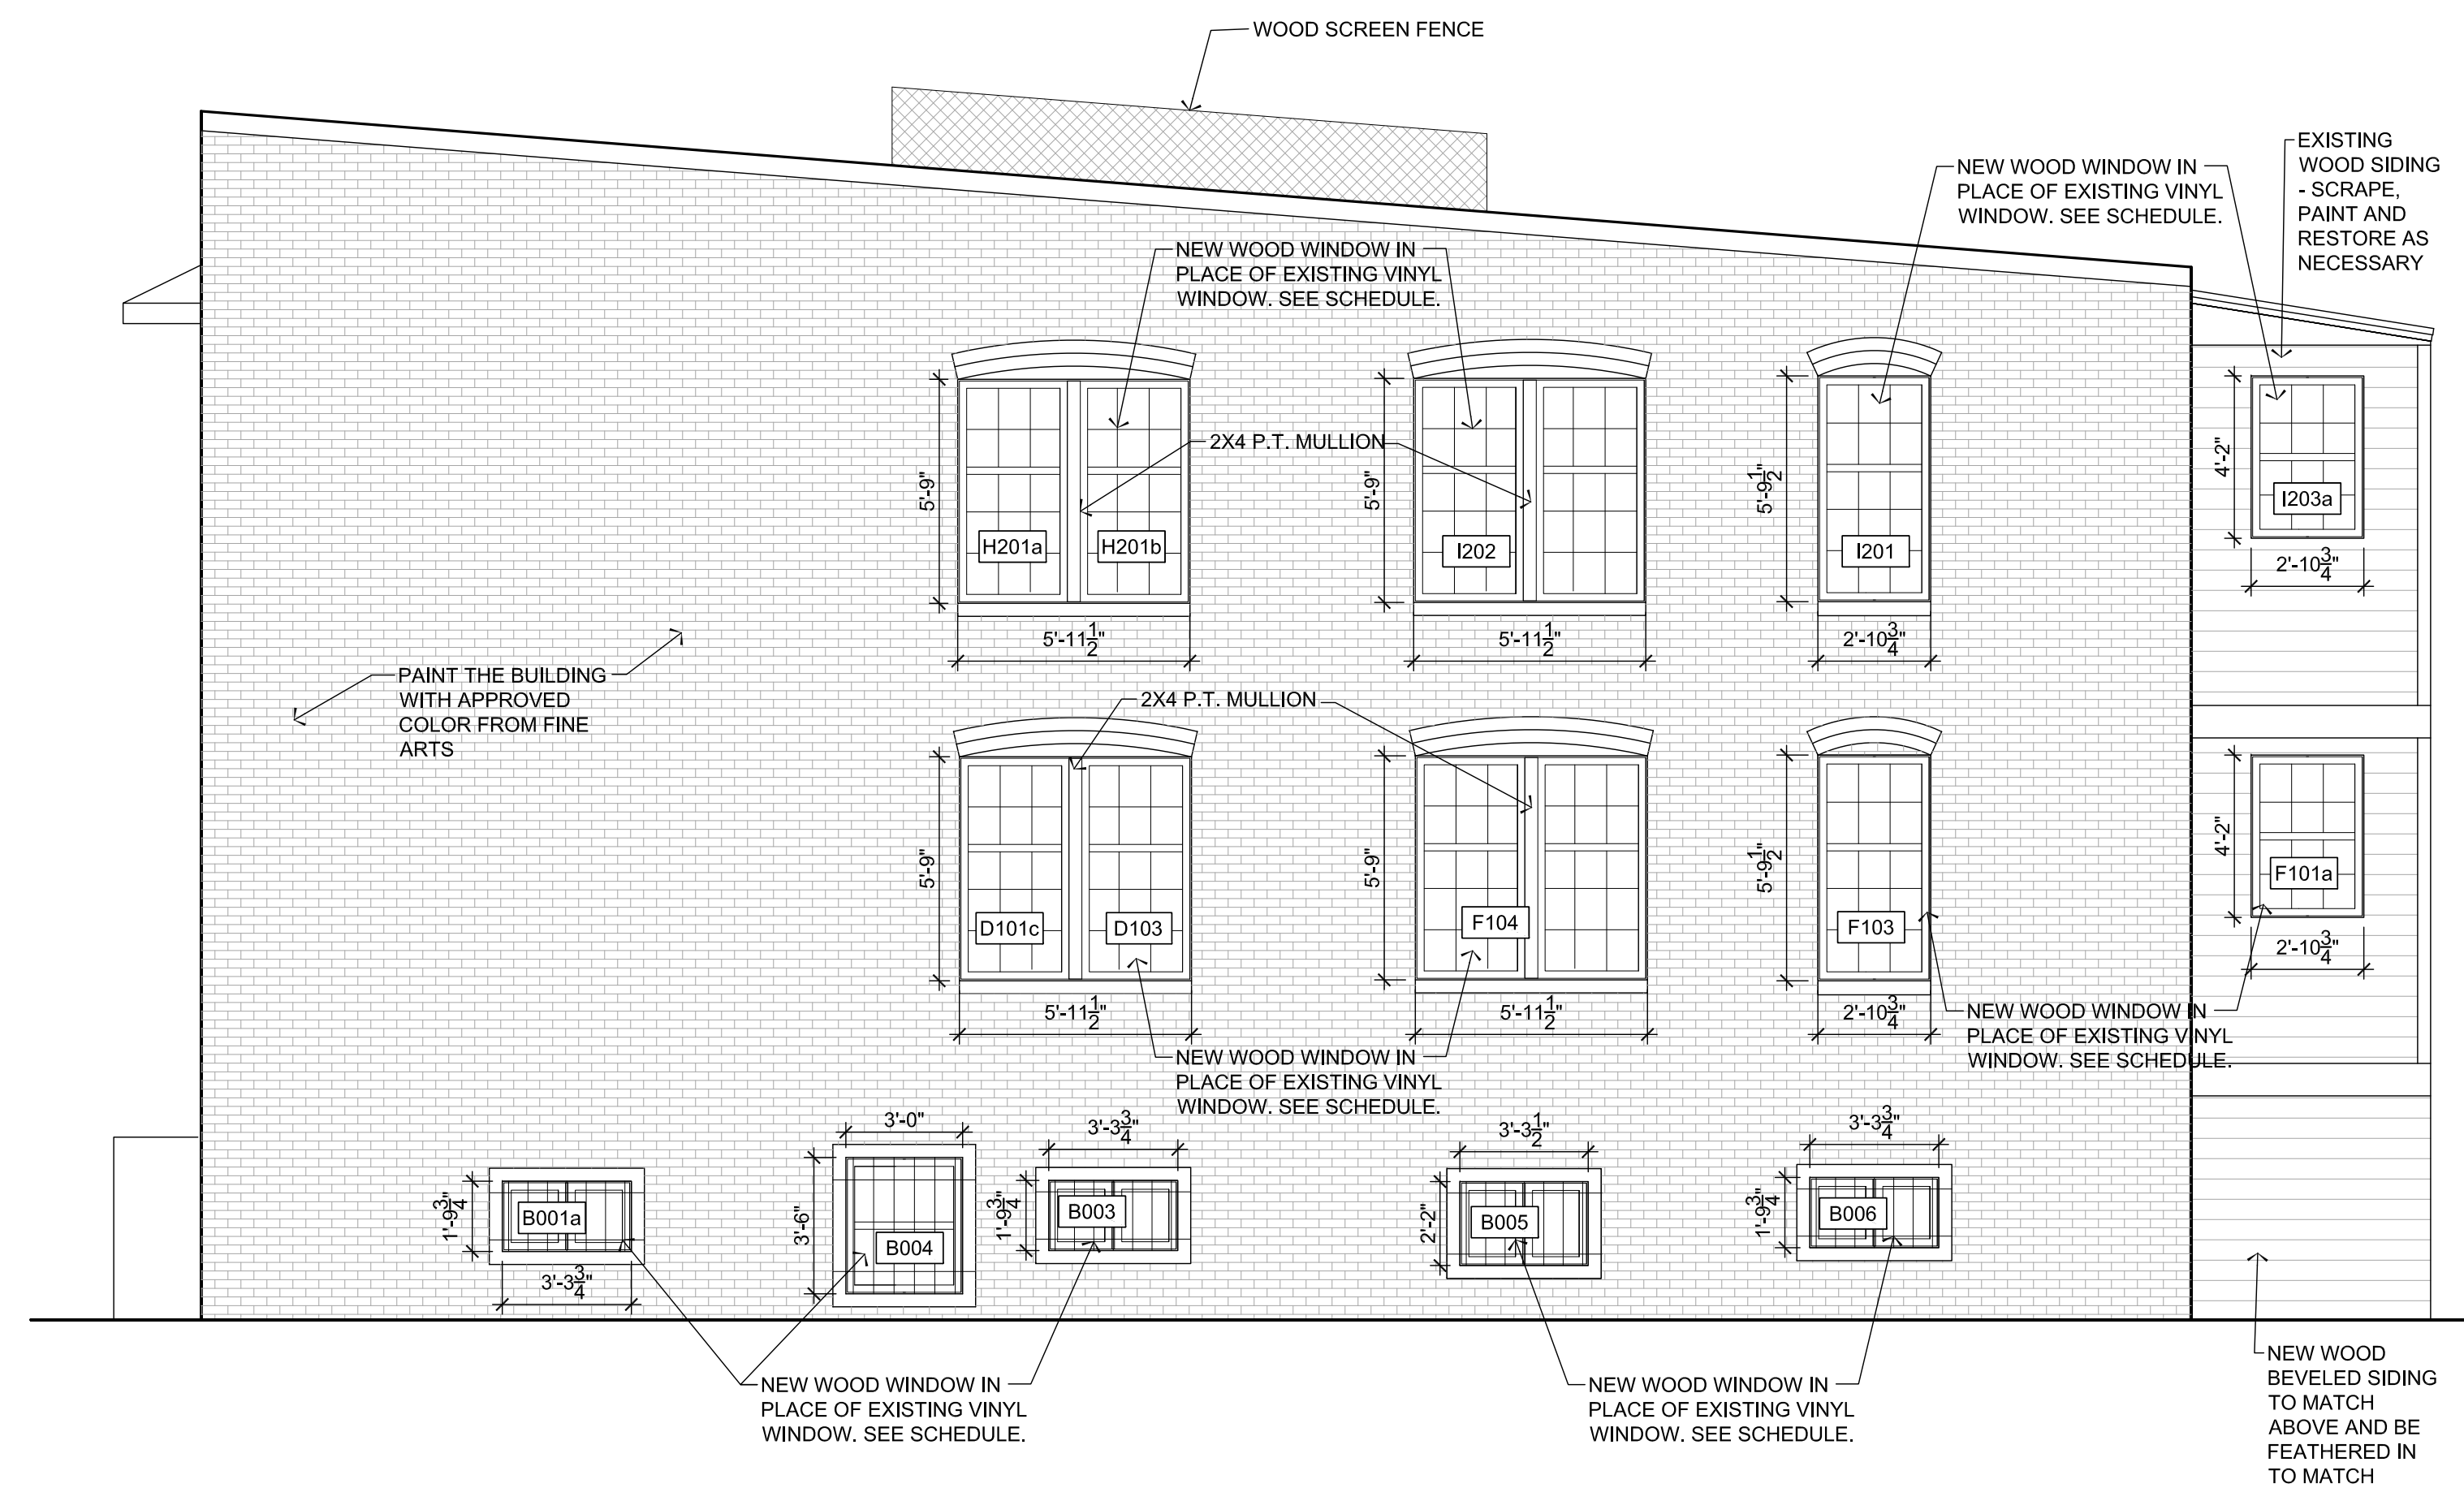 WOOD SCREEN FENCE
EXISTING
WOOD SIDING
- SCRAPE,
PAINT AND
RESTORE AS
NECESSARY
NEW WOOD WINDOW IN
PLACE OF EXISTING VINYL
WINDOW. SEE SCHEDULE.
NEW WOOD WINDOW IN
PLACE OF EXISTING VINYL
WINDOW. SEE SCHEDULE.
2X4 P.T. MULLION
5'-9"
5'-9"
5'-9 1/2"
4'-2"
H201a
H201b
I202
I201
I203a
2'-10 3/4"
5'-11 1/2"
5'-11 1/2"
2'-10 3/4"
PAINT THE BUILDING
WITH APPROVED
COLOR FROM FINE
ARTS
2X4 P.T. MULLION
5'-9"
5'-9"
5'-9 1/2"
4'-2"
D101c
D103
F104
F103
F101a
2'-10 3/4"
5'-11 1/2"
5'-11 1/2"
2'-10 3/4"
NEW WOOD WINDOW IN
PLACE OF EXISTING VINYL
WINDOW. SEE SCHEDULE.
NEW WOOD WINDOW IN
PLACE OF EXISTING VINYL
WINDOW. SEE SCHEDULE.
3'-0"
3'-3 3/4"
3'-3 1/2"
3'-3 3/4"
1'-9 3/4"
B001a
3'-6"
B004
1'-9 3/4"
B003
2'-2"
B005
1'-9 3/4"
B006
3'-3 3/4"
NEW WOOD WINDOW IN
PLACE OF EXISTING VINYL
WINDOW. SEE SCHEDULE.
NEW WOOD WINDOW IN
PLACE OF EXISTING VINYL
WINDOW. SEE SCHEDULE.
NEW WOOD
BEVELED SIDING
TO MATCH
ABOVE AND BE
FEATHERED IN
TO MATCH